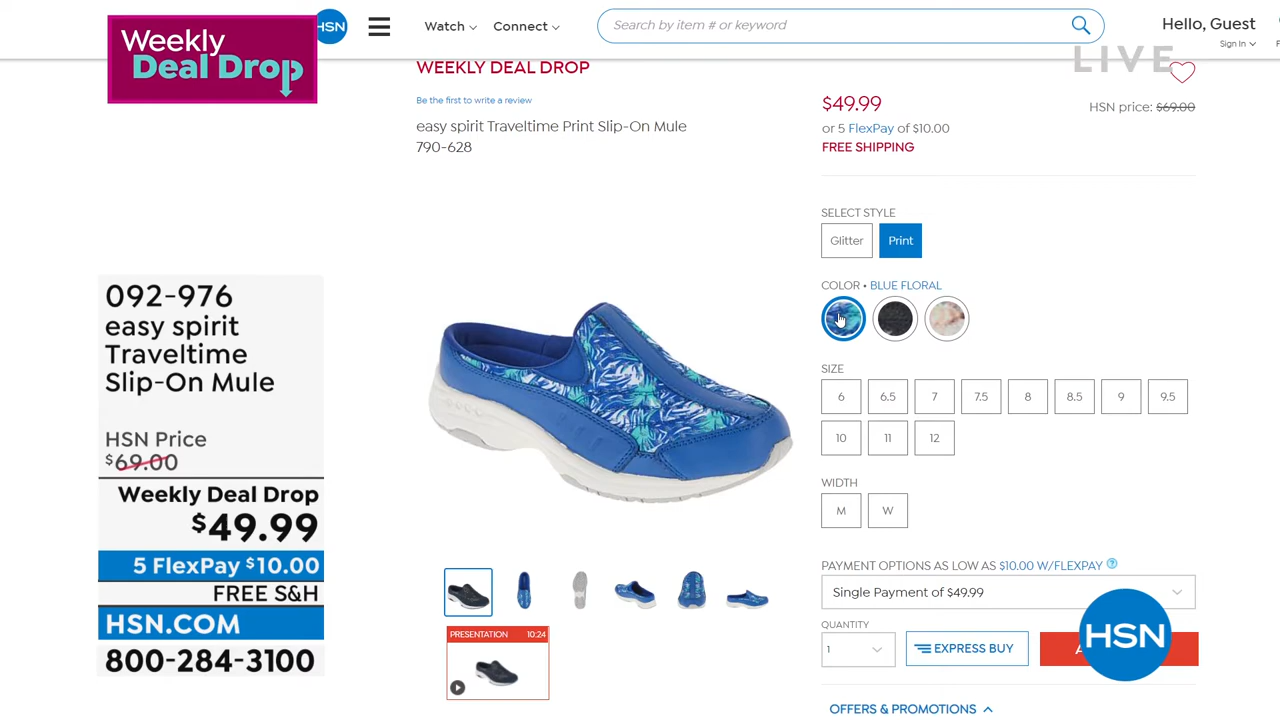 Weekly
Deal Drop
HSN
Watch
Connect
Search by item # or keyword
Hello, Guest
Sign In
LIVE
WEEKLY DEAL DROP
Be the first to write a review
easy spirit Traveltime Print Slip-On Mule
790-628
$49.99
HSN price: $69.00
or 5 FlexPay of $10.00
FREE SHIPPING
SELECT STYLE
Glitter
Print
COLOR • BLUE FLORAL
SIZE
6
6.5
7
7.5
8
8.5
9
9.5
10
11
12
WIDTH
M
W
PAYMENT OPTIONS AS LOW AS $10.00 W/FLEXPAY ?
Single Payment of $49.99
QUANTITY
1
EXPRESS BUY
HSN
OFFERS & PROMOTIONS
PRESENTATION 10:24
092-976
easy spirit
Traveltime
Slip-On Mule
HSN Price
$69.00
Weekly Deal Drop
$49.99
5 FlexPay $10.00
FREE S&H
HSN.COM
800-284-3100